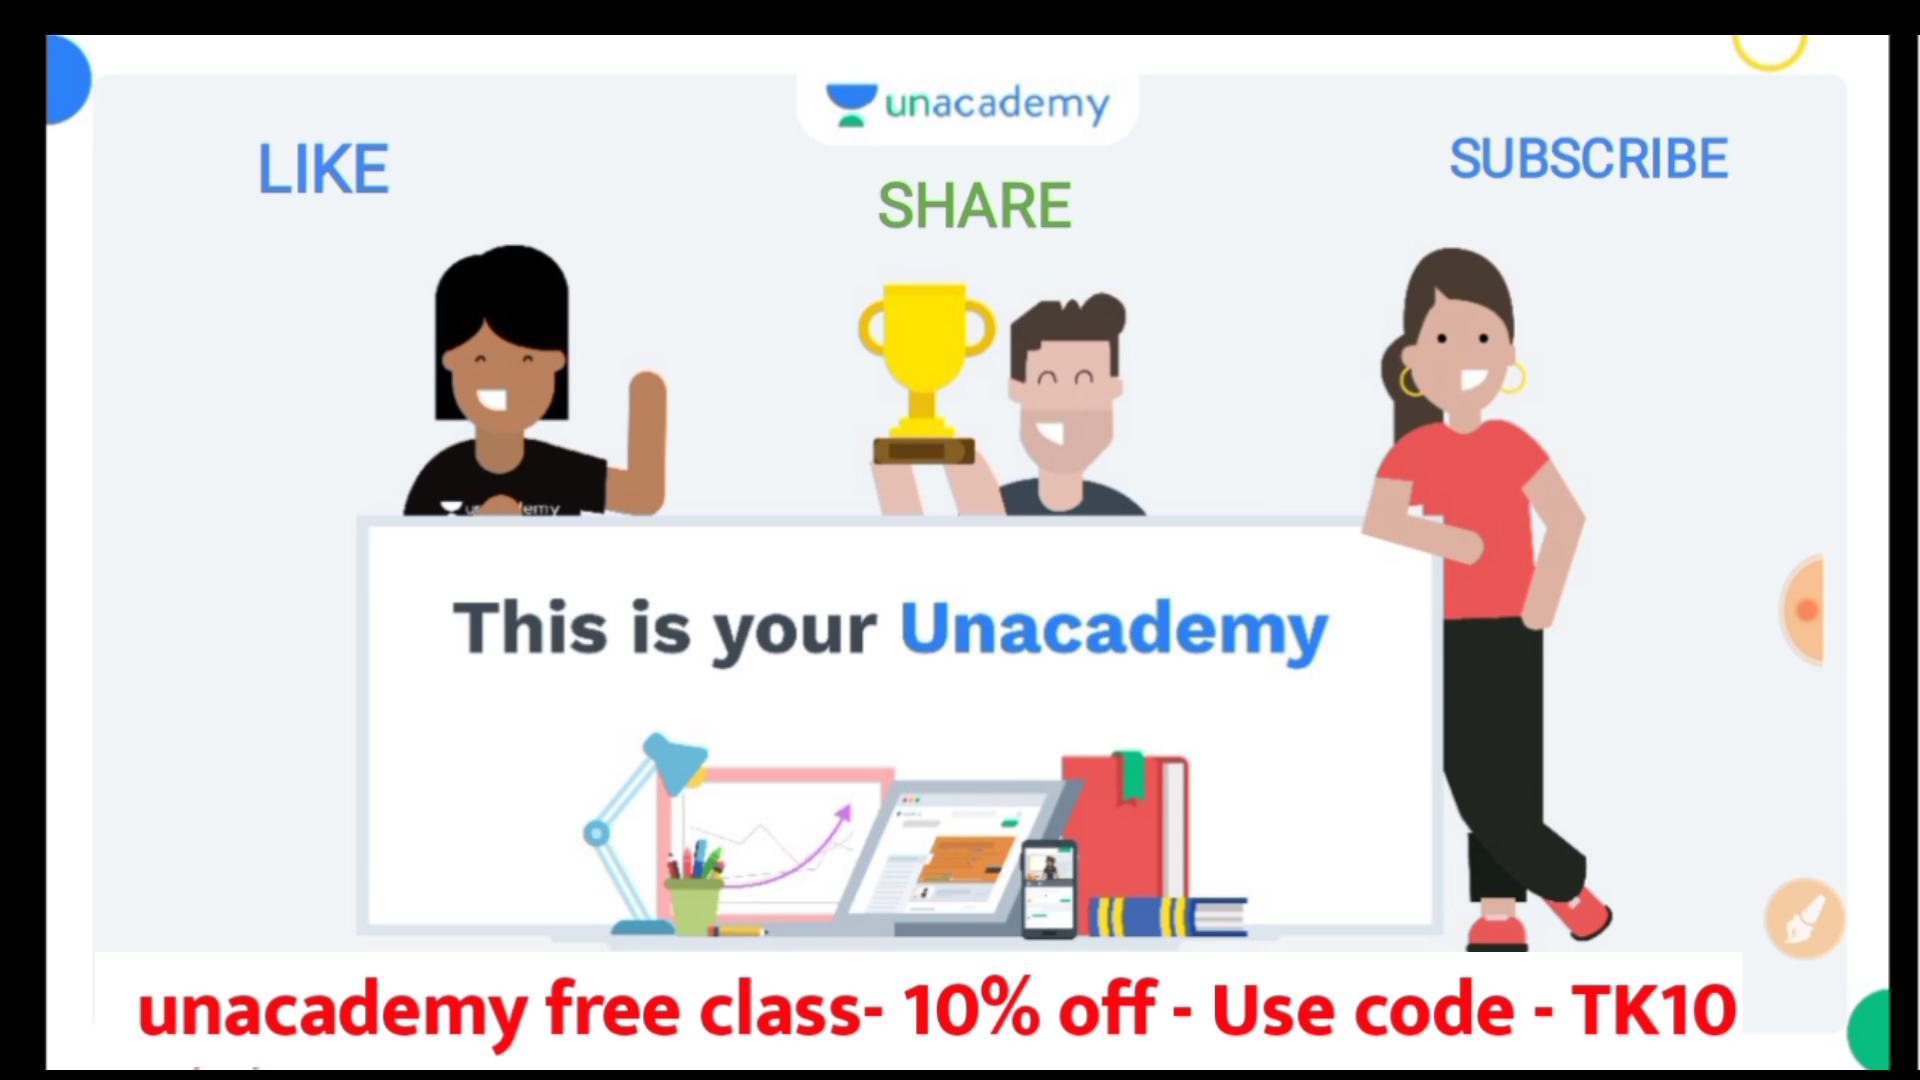 unacademy
LIKE
SHARE
SUBSCRIBE
This is your Unacademy
unacademy free class- 10% off - Use code - TK10